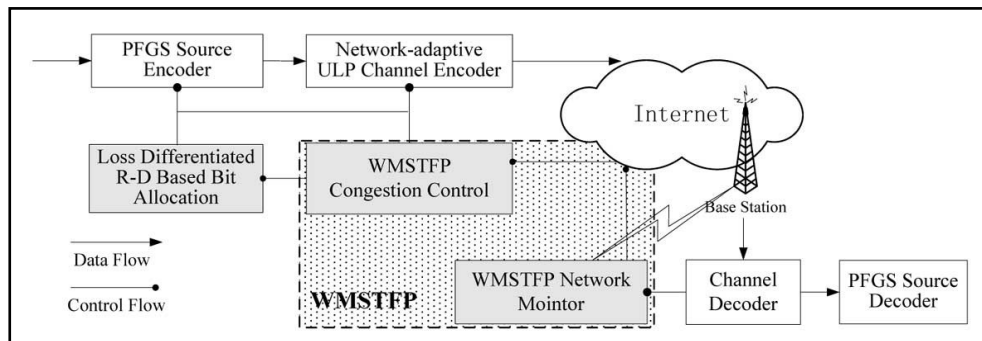 PFGS Source
Encoder
Network-adaptive
ULP Channel Encoder
Internet
Loss Differentiated
R-D Based Bit
Allocation
WMSTFP
Congestion Control
Base Station
Data Flow
Control Flow
WMSTFP
WMSTFP Network
Mointor
Channel
Decoder
PFGS Source
Decoder